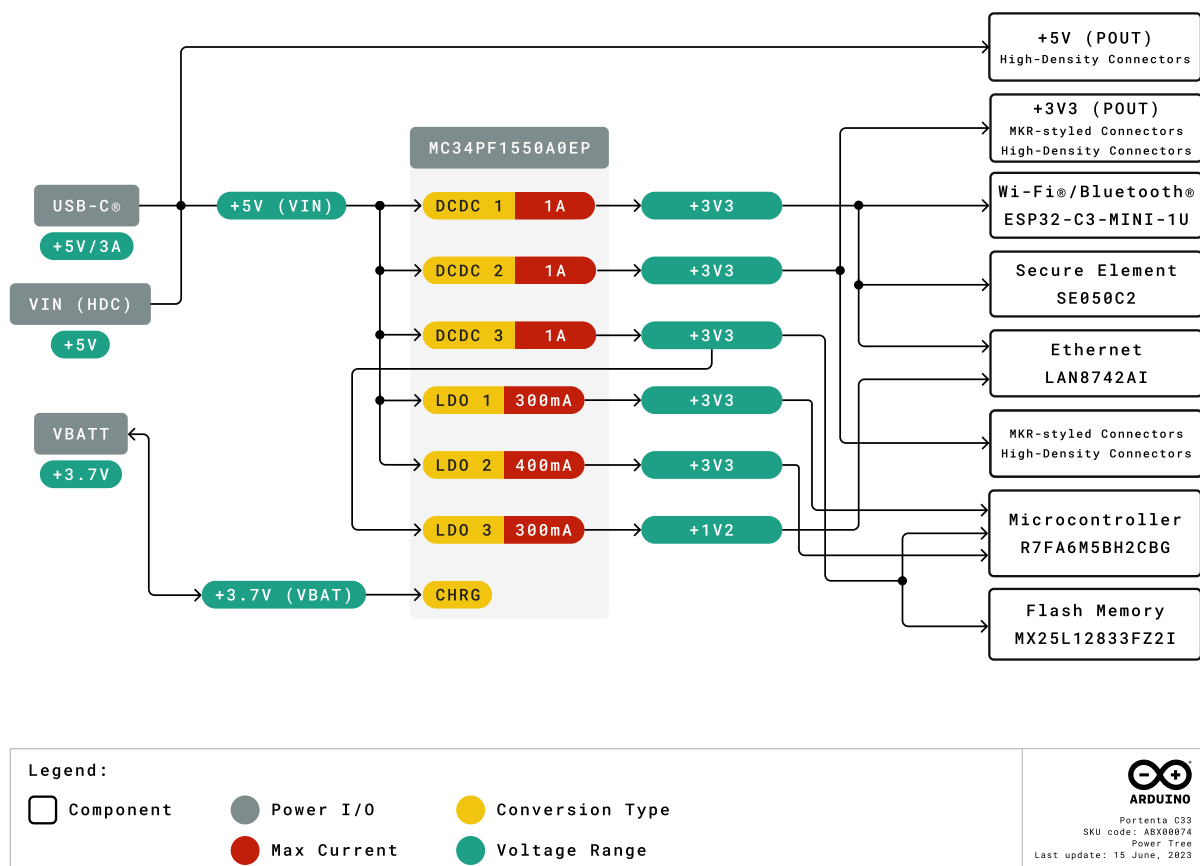 +5V (POUT)
High-Density Connectors
+3V3 (POUT)
MKR-styled Connectors
High-Density Connectors
MC34PF1550A0EP
USB-C®
+5V/3A
+5V (VIN)
DCDC 1 1A
+3V3
Wi-Fi®/Bluetooth®
ESP32-C3-MINI-1U
DCDC 2 1A
+3V3
Secure Element
SE050C2
VIN (HDC)
+5V
DCDC 3 1A
+3V3
Ethernet
LAN8742AI
LDO 1 300mA
+3V3
VBATT
+3.7V
MKR-styled Connectors
High-Density Connectors
LDO 2 400mA
+3V3
LDO 3 300mA
+1V2
Microcontroller
R7FA6M5BH2CBG
+3.7V (VBAT)
CHRG
Flash Memory
MX25L12833FZ2I
Legend:
Component
Power I/O
Conversion Type
Max Current
Voltage Range
ARDUINO
Portenta C33
SKU code: ABX00074
Power Tree
Last update: 15 June, 2023